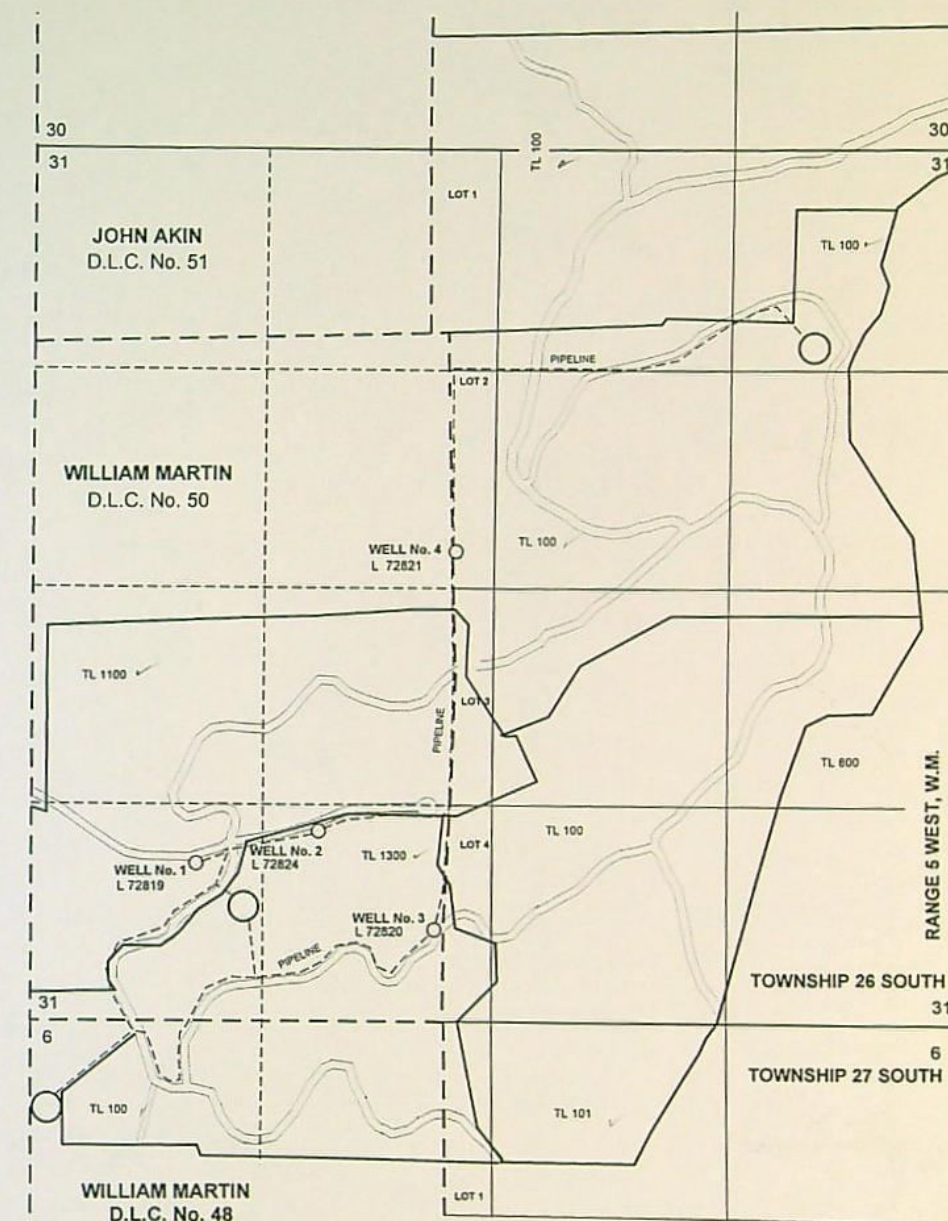 30
30
31
31
TL 100
LOT 1
JOHN AKIN
D.L.C. No. 51
TL 100
PIPELINE
LOT 2
WILLIAM MARTIN
D.L.C. No. 50
WELL No. 4
L 72821
TL 100
TL 1100
LOT 3
PIPELINE
TL 800
RANGE 5 WEST, W.M.
TL 100
WELL No. 1
L 72819
WELL No. 2
L 72824
TL 1300
LOT 4
WELL No. 3
L 72820
PIPELINE
TOWNSHIP 26 SOUTH
31
31
6
6
TOWNSHIP 27 SOUTH
TL 100
TL 101
WILLIAM MARTIN
D.L.C. No. 48
LOT 1